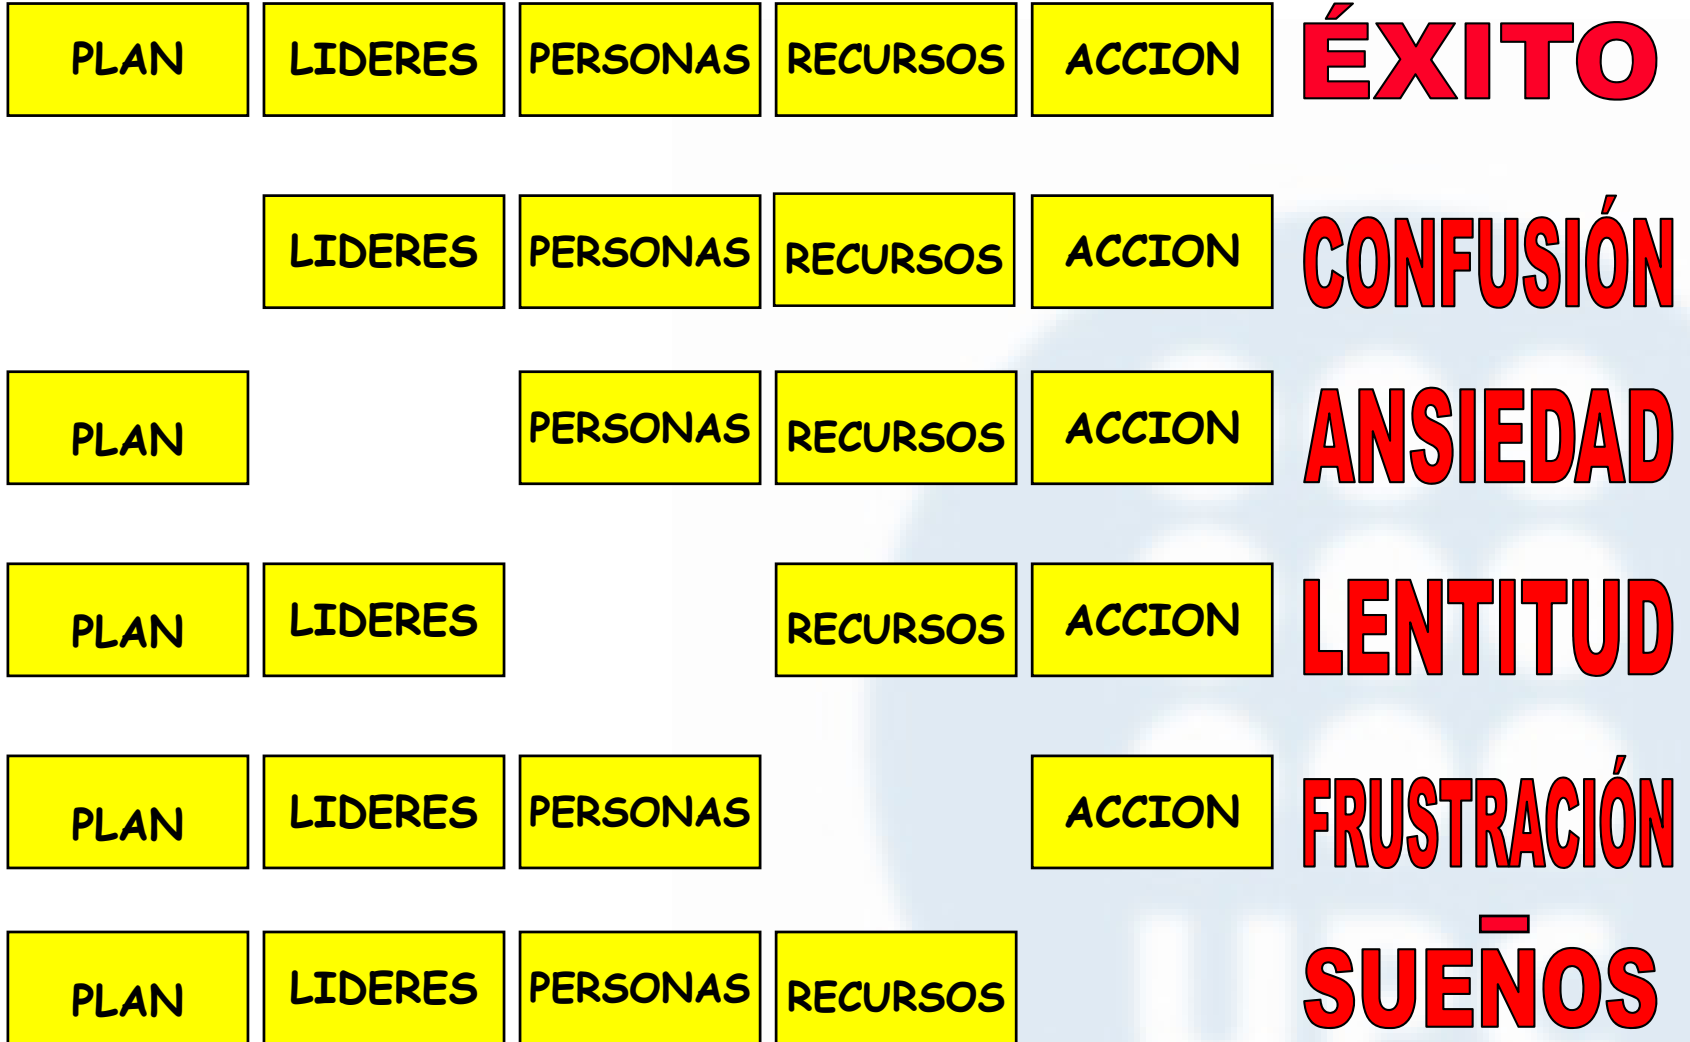 PLAN LIDERES PERSONAS RECURSOS ACCION ÉXITO
LIDERES PERSONAS RECURSOS ACCION CONFUSIÓN
PLAN PERSONAS RECURSOS ACCION ANSIEDAD
PLAN LIDERES RECURSOS ACCION LENTITUD
PLAN LIDERES PERSONAS ACCION FRUSTRACIÓN
PLAN LIDERES PERSONAS RECURSOS SUEÑOS